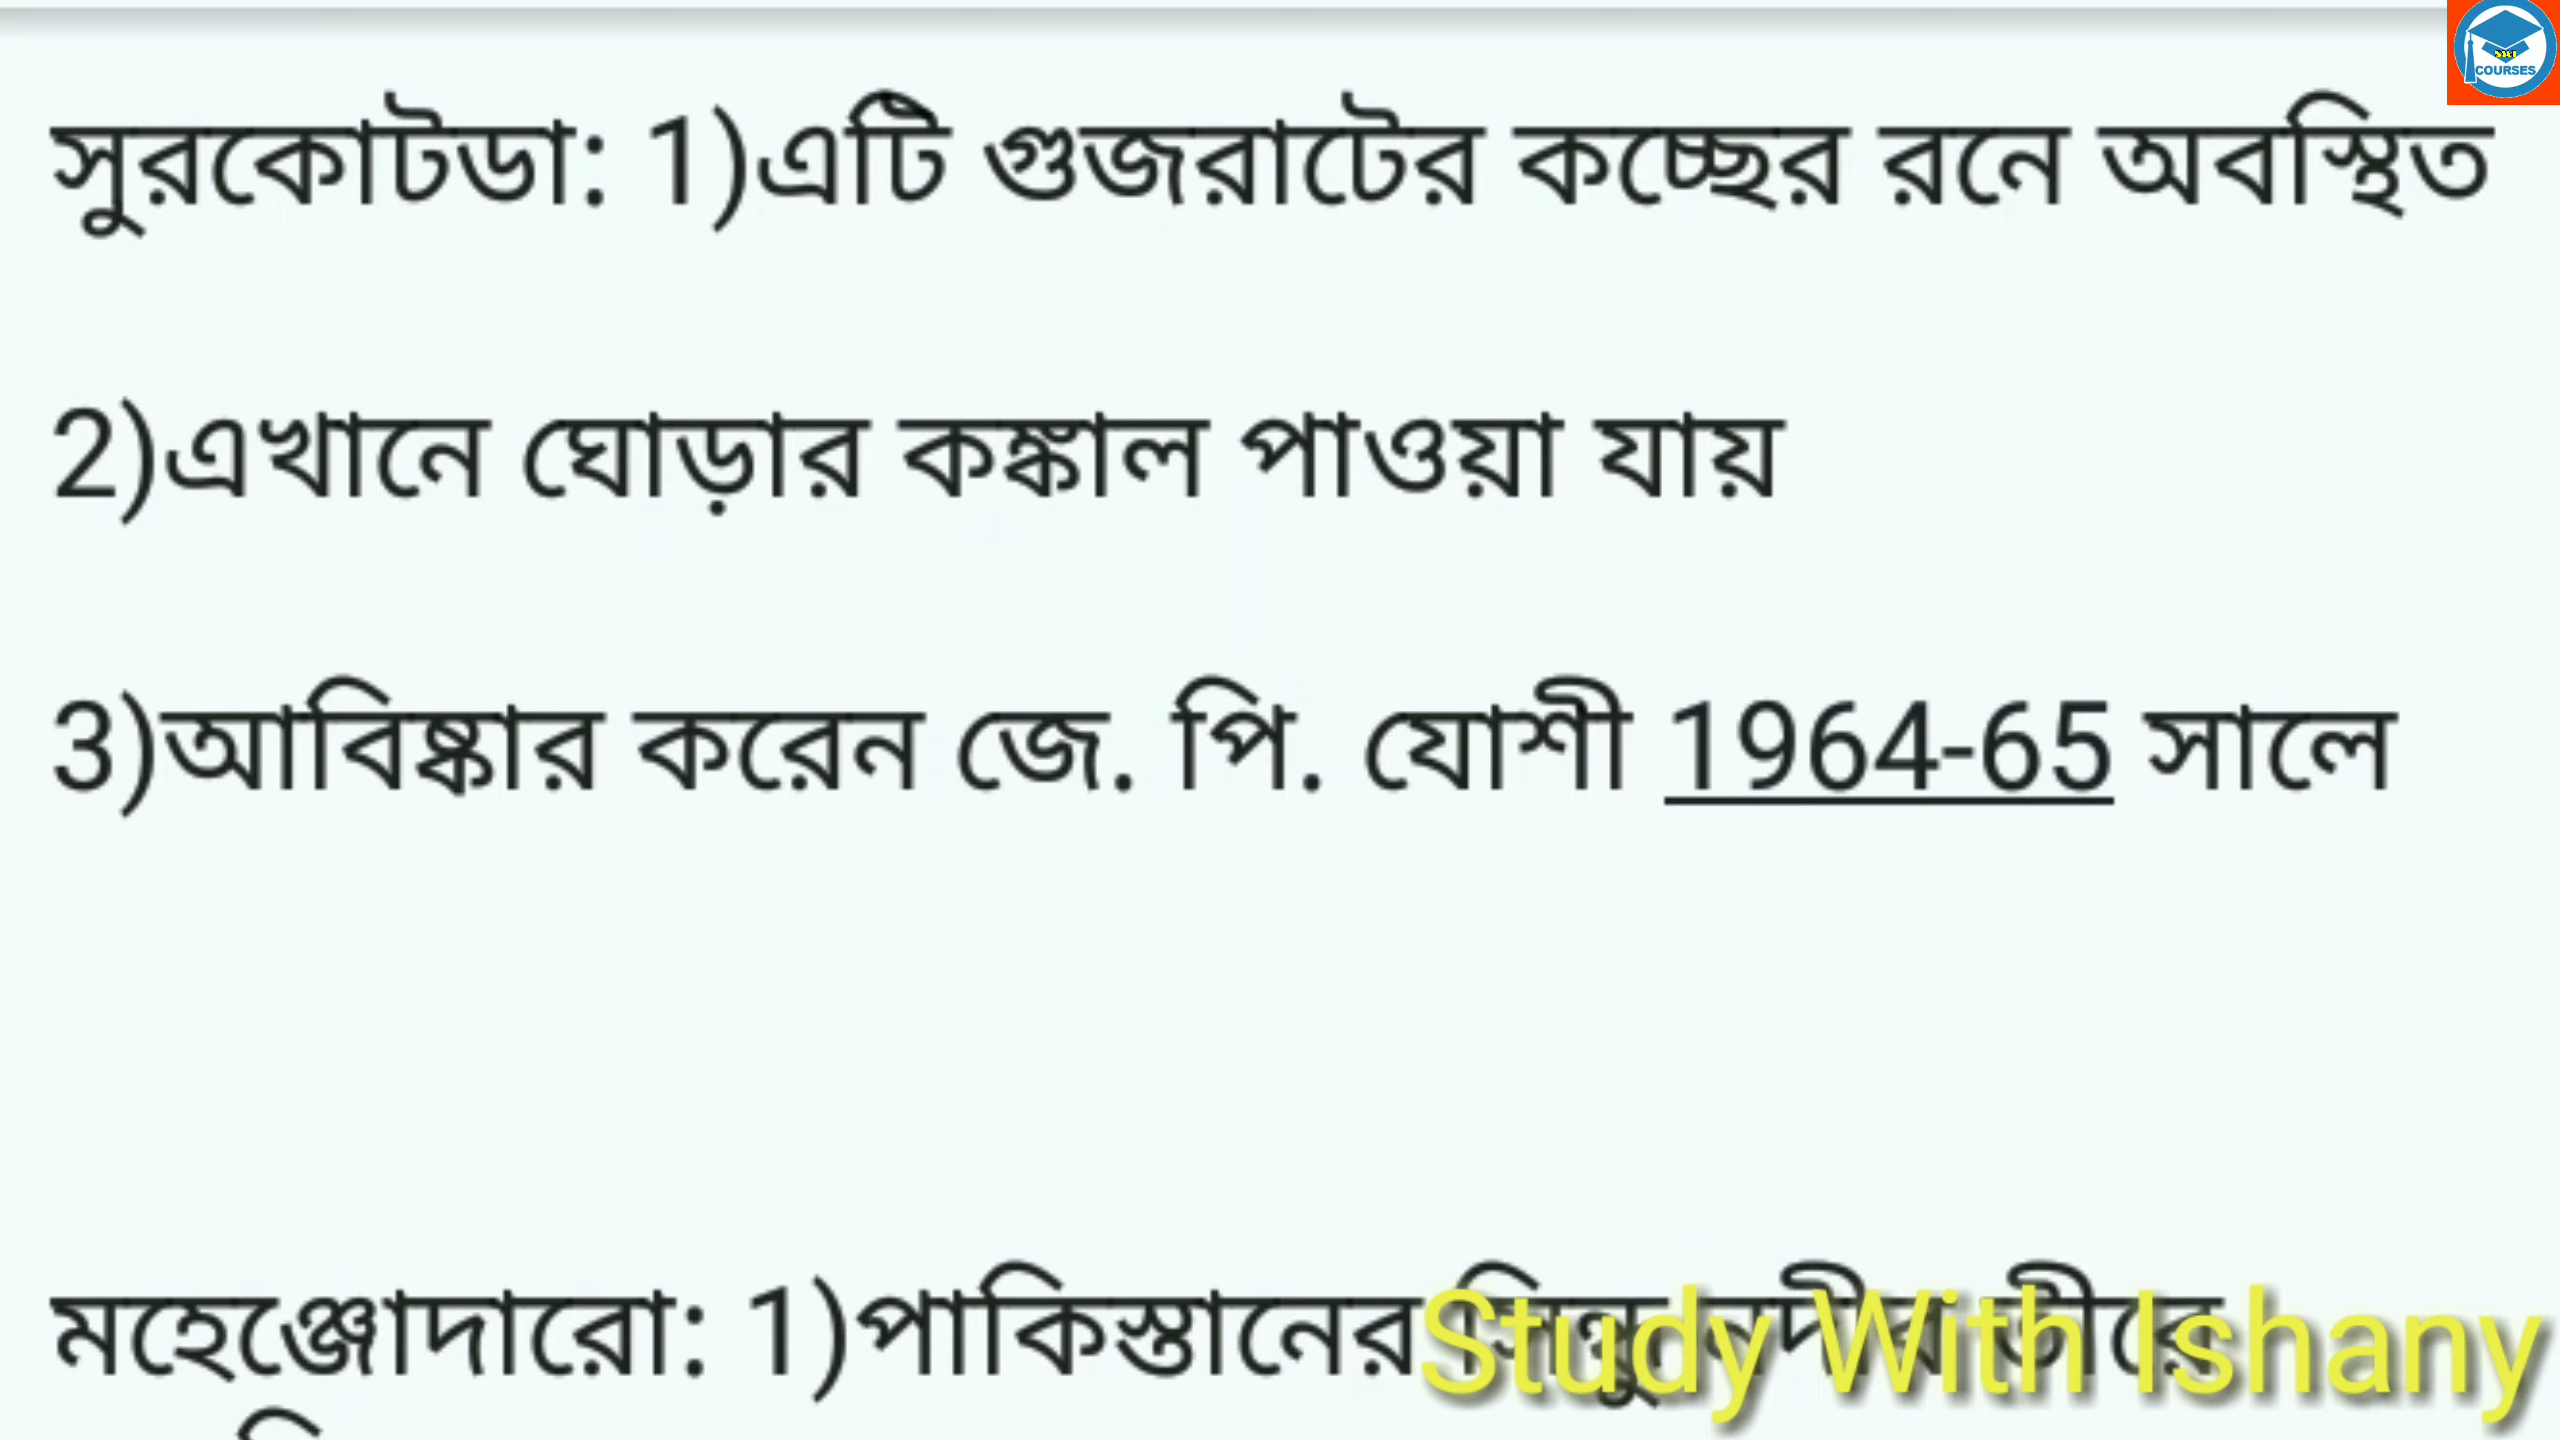 COURSES
সুরকোটডা: 1)এটি গুজরাটের কচ্ছের রনে অবস্থিত
2)এখানে ঘোড়ার কঙ্কাল পাওয়া যায়
3)আবিষ্কার করেন জে. পি. যোশী 1964-65 সালে
মহেঞ্জোদারো: 1)পাকিস্তানের সিন্ধু নদীর তীরে
Study With Ishany